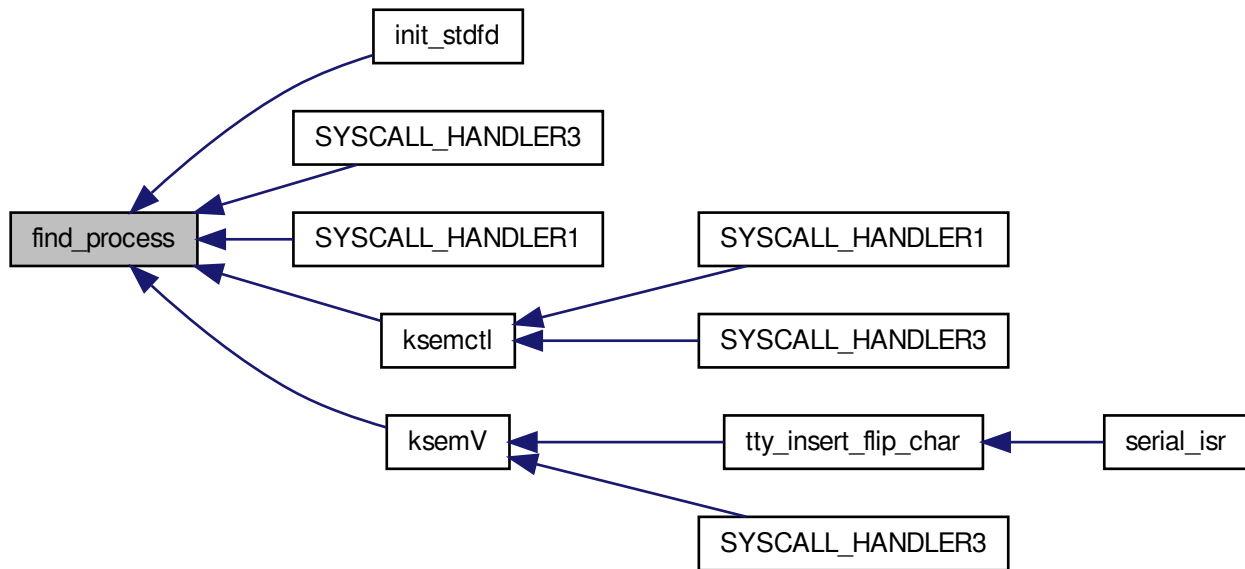 init_stdfd
SYSCALL_HANDLER3
find_process
SYSCALL_HANDLER1
SYSCALL_HANDLER1
ksemctl
SYSCALL_HANDLER3
ksemV
tty_insert_flip_char
serial_isr
SYSCALL_HANDLER3